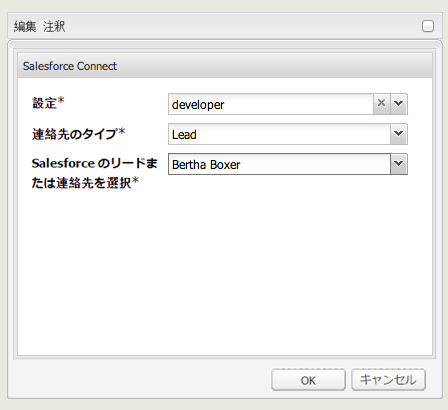 編集 注釈
Salesforce Connect
設定*
developer
連絡先のタイプ*
Lead
Salesforce のリードま
たは連絡先を選択*
Bertha Boxer
OK
キャンセル